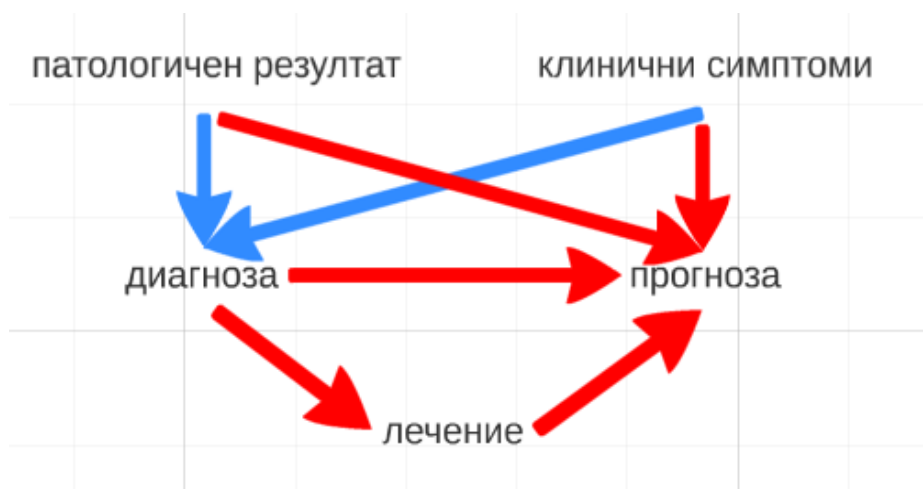 патологичен резултат
клинични симптоми
диагноза
прогноза
лечение